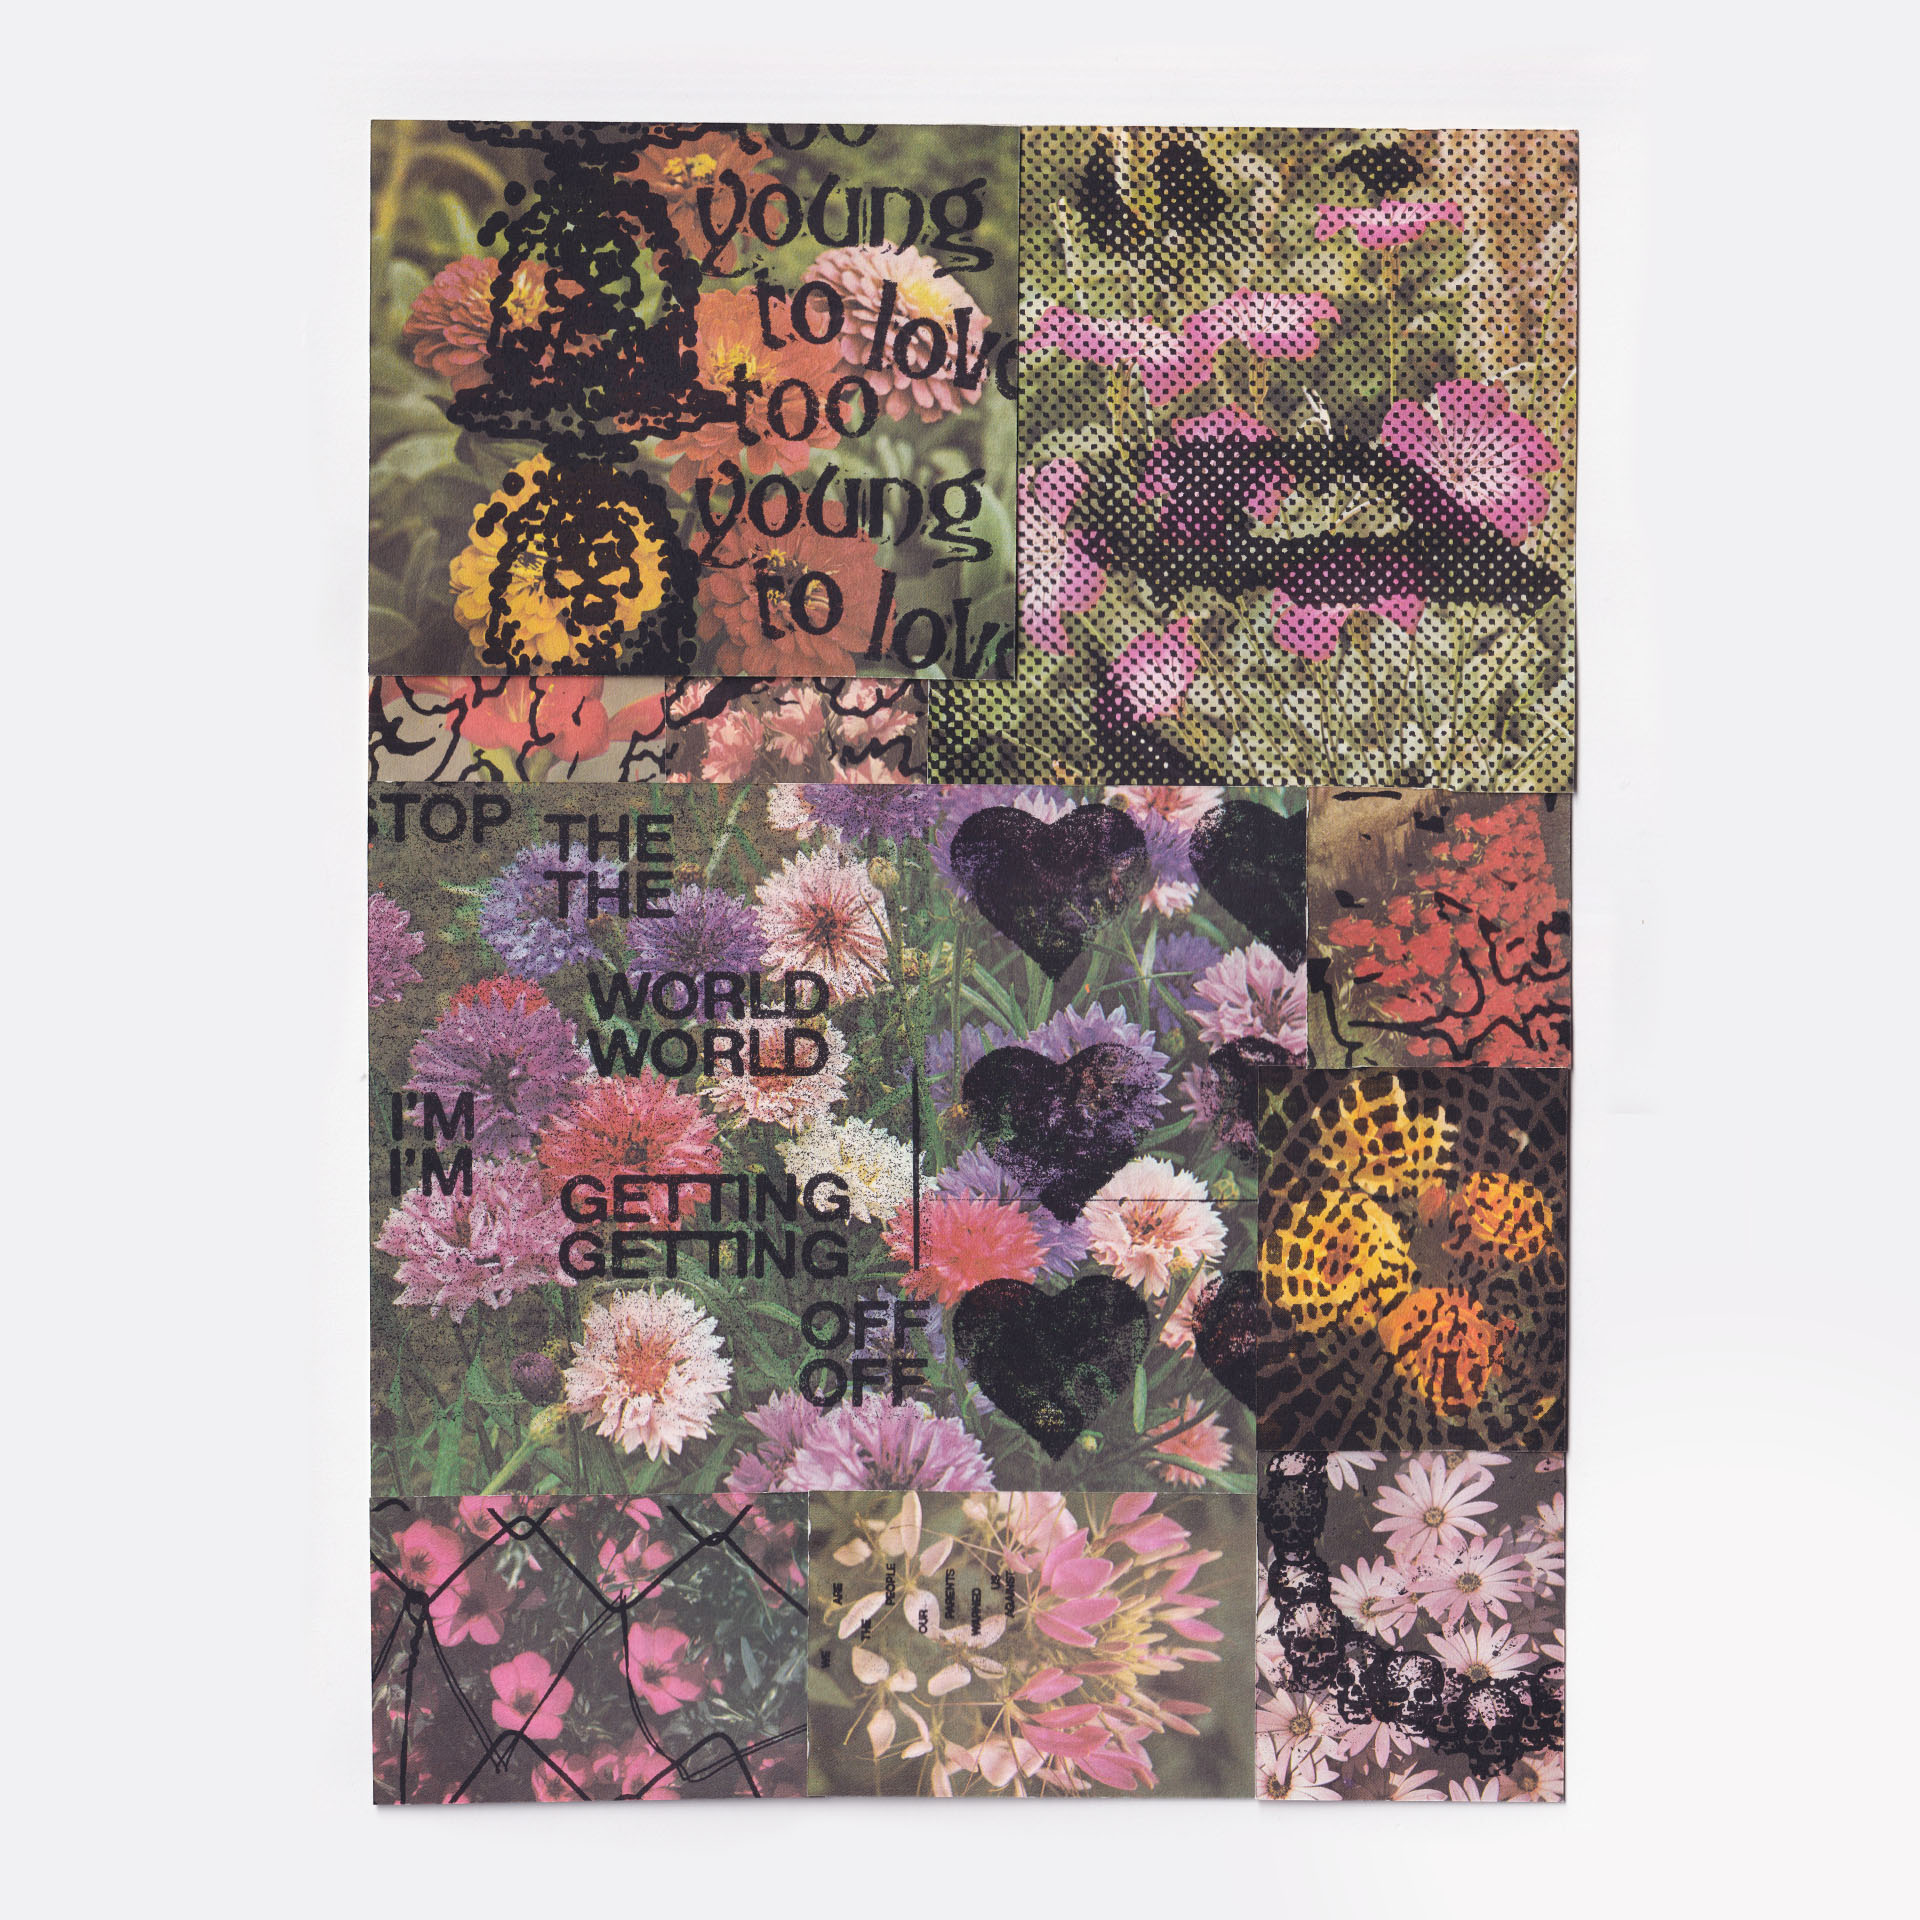 too
young
to love
too
young
to love
STOP
THE
THE
WORLD
WORLD
I'M
I'M
GETTING
GETTING
OFF
OFF
WE
ARE
THE
PEOPLE
OUR
PARENTS
WARNED
US
AGAINST